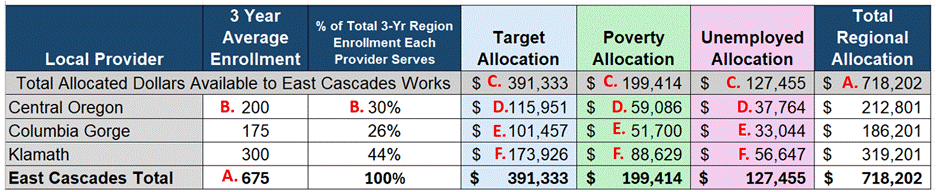 Local Provider | 3 Year Average Enrollment | % of Total 3-Yr Region Enrollment Each Provider Serves | Target Allocation | Poverty Allocation | Unemployed Allocation | Total Regional Allocation
Total Allocated Dollars Available to East Cascades Works | $ C. 391,333 | $ C. 199,414 | $ C. 127,455 | $ A. 718,202
Central Oregon | B. 200 | B. 30% | $ D. 115,951 | $ D. 59,086 | $ D. 37,764 | $ 212,801
Columbia Gorge | 175 | 26% | $ E. 101,457 | $ E. 51,700 | $ E. 33,044 | $ 186,201
Klamath | 300 | 44% | $ F. 173,926 | $ F. 88,629 | $ F. 56,647 | $ 319,201
East Cascades Total | A. 675 | 100% | $ 391,333 | $ 199,414 | $ 127,455 | $ 718,202